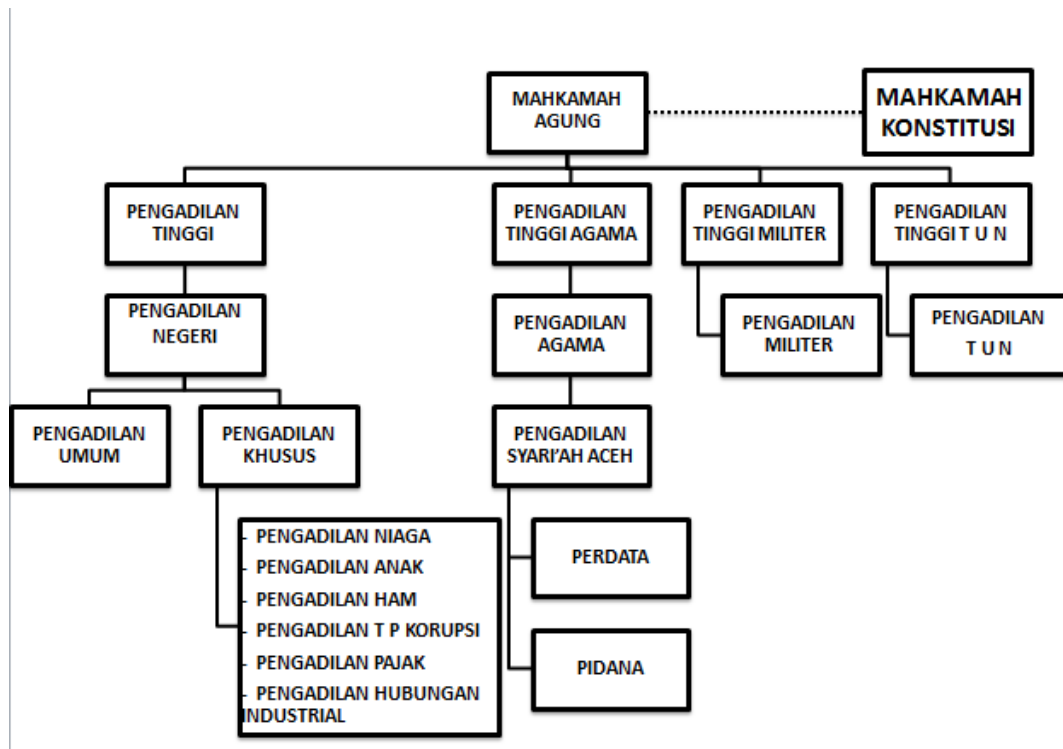 MAHKAMAH
AGUNG
MAHKAMAH
KONSTITUSI
PENGADILAN
TINGGI
PENGADILAN
TINGGI AGAMA
PENGADILAN
TINGGI MILITER
PENGADILAN
TINGGI T U N
PENGADILAN
NEGERI
PENGADILAN
AGAMA
PENGADILAN
MILITER
PENGADILAN
T U N
PENGADILAN
UMUM
PENGADILAN
KHUSUS
PENGADILAN
SYARI'AH ACEH
- PENGADILAN NIAGA
- PENGADILAN ANAK
- PENGADILAN HAM
- PENGADILAN T P KORUPSI
- PENGADILAN PAJAK
- PENGADILAN HUBUNGAN
INDUSTRIAL
PERDATA
PIDANA